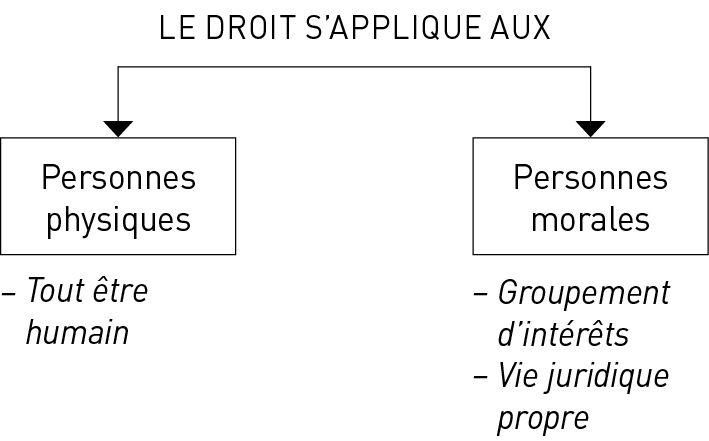 LE DROIT S’APPLIQUE AUX
Personnes
physiques
– Tout être
humain
Personnes
morales
– Groupement
d’intérêts
– Vie juridique
propre